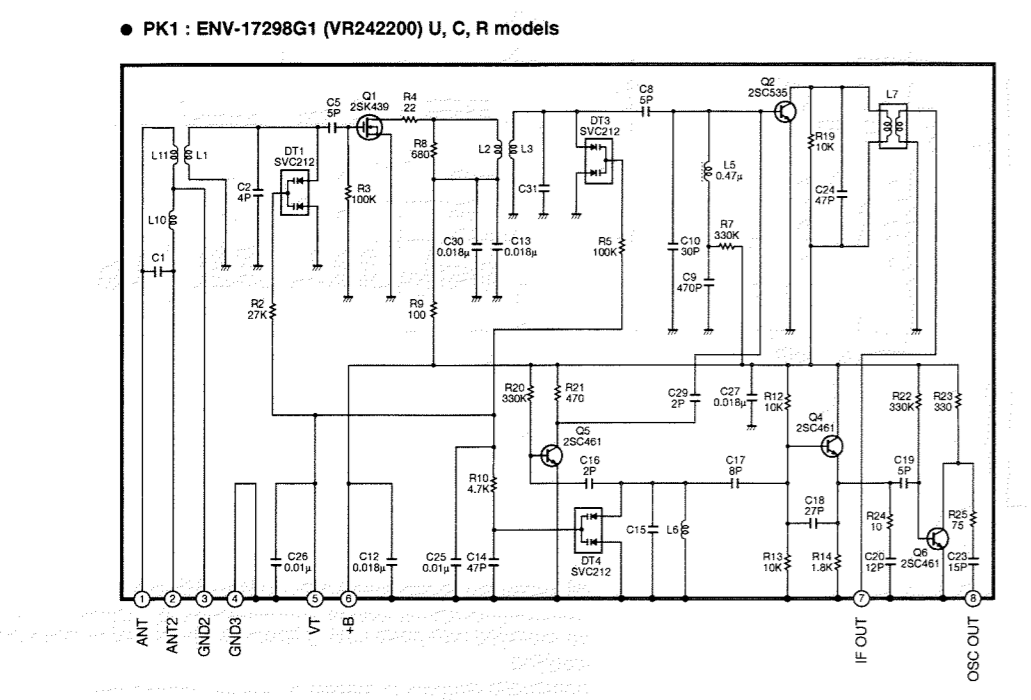 ● PK1 : ENV-17298G1 (VR242200) U, C, R models
Q1
2SK439
R4
22
C5
5P
C8
5P
Q2
2SC535
L7
DT3
SVC212
R8
680
R19
10K
L11
L1
DT1
SVC212
L2
L3
L5
0.47μ
C2
4P
R3
100K
C31
C24
47P
L10
R7
330K
C30
0.018μ
C13
0.018μ
R5
100K
C10
30P
C1
C9
470P
R2
27K
R9
100
R20
330K
R21
470
C29
2P
C27
0.018μ
R12
10K
Q4
2SC461
R22
330K
R23
330
Q5
2SC461
C16
2P
C17
8P
C19
5P
R10
4.7K
C18
27P
R24
10
R25
75
C15
L6
DT4
SVC212
Q6
2SC461
C26
0.01μ
C12
0.018μ
C25
0.01μ
C14
47P
R13
10K
R14
1.8K
C20
12P
C23
15P
1
2
3
4
5
6
7
8
ANT
ANT2
GND2
GND3
VT
+B
IF OUT
OSC OUT